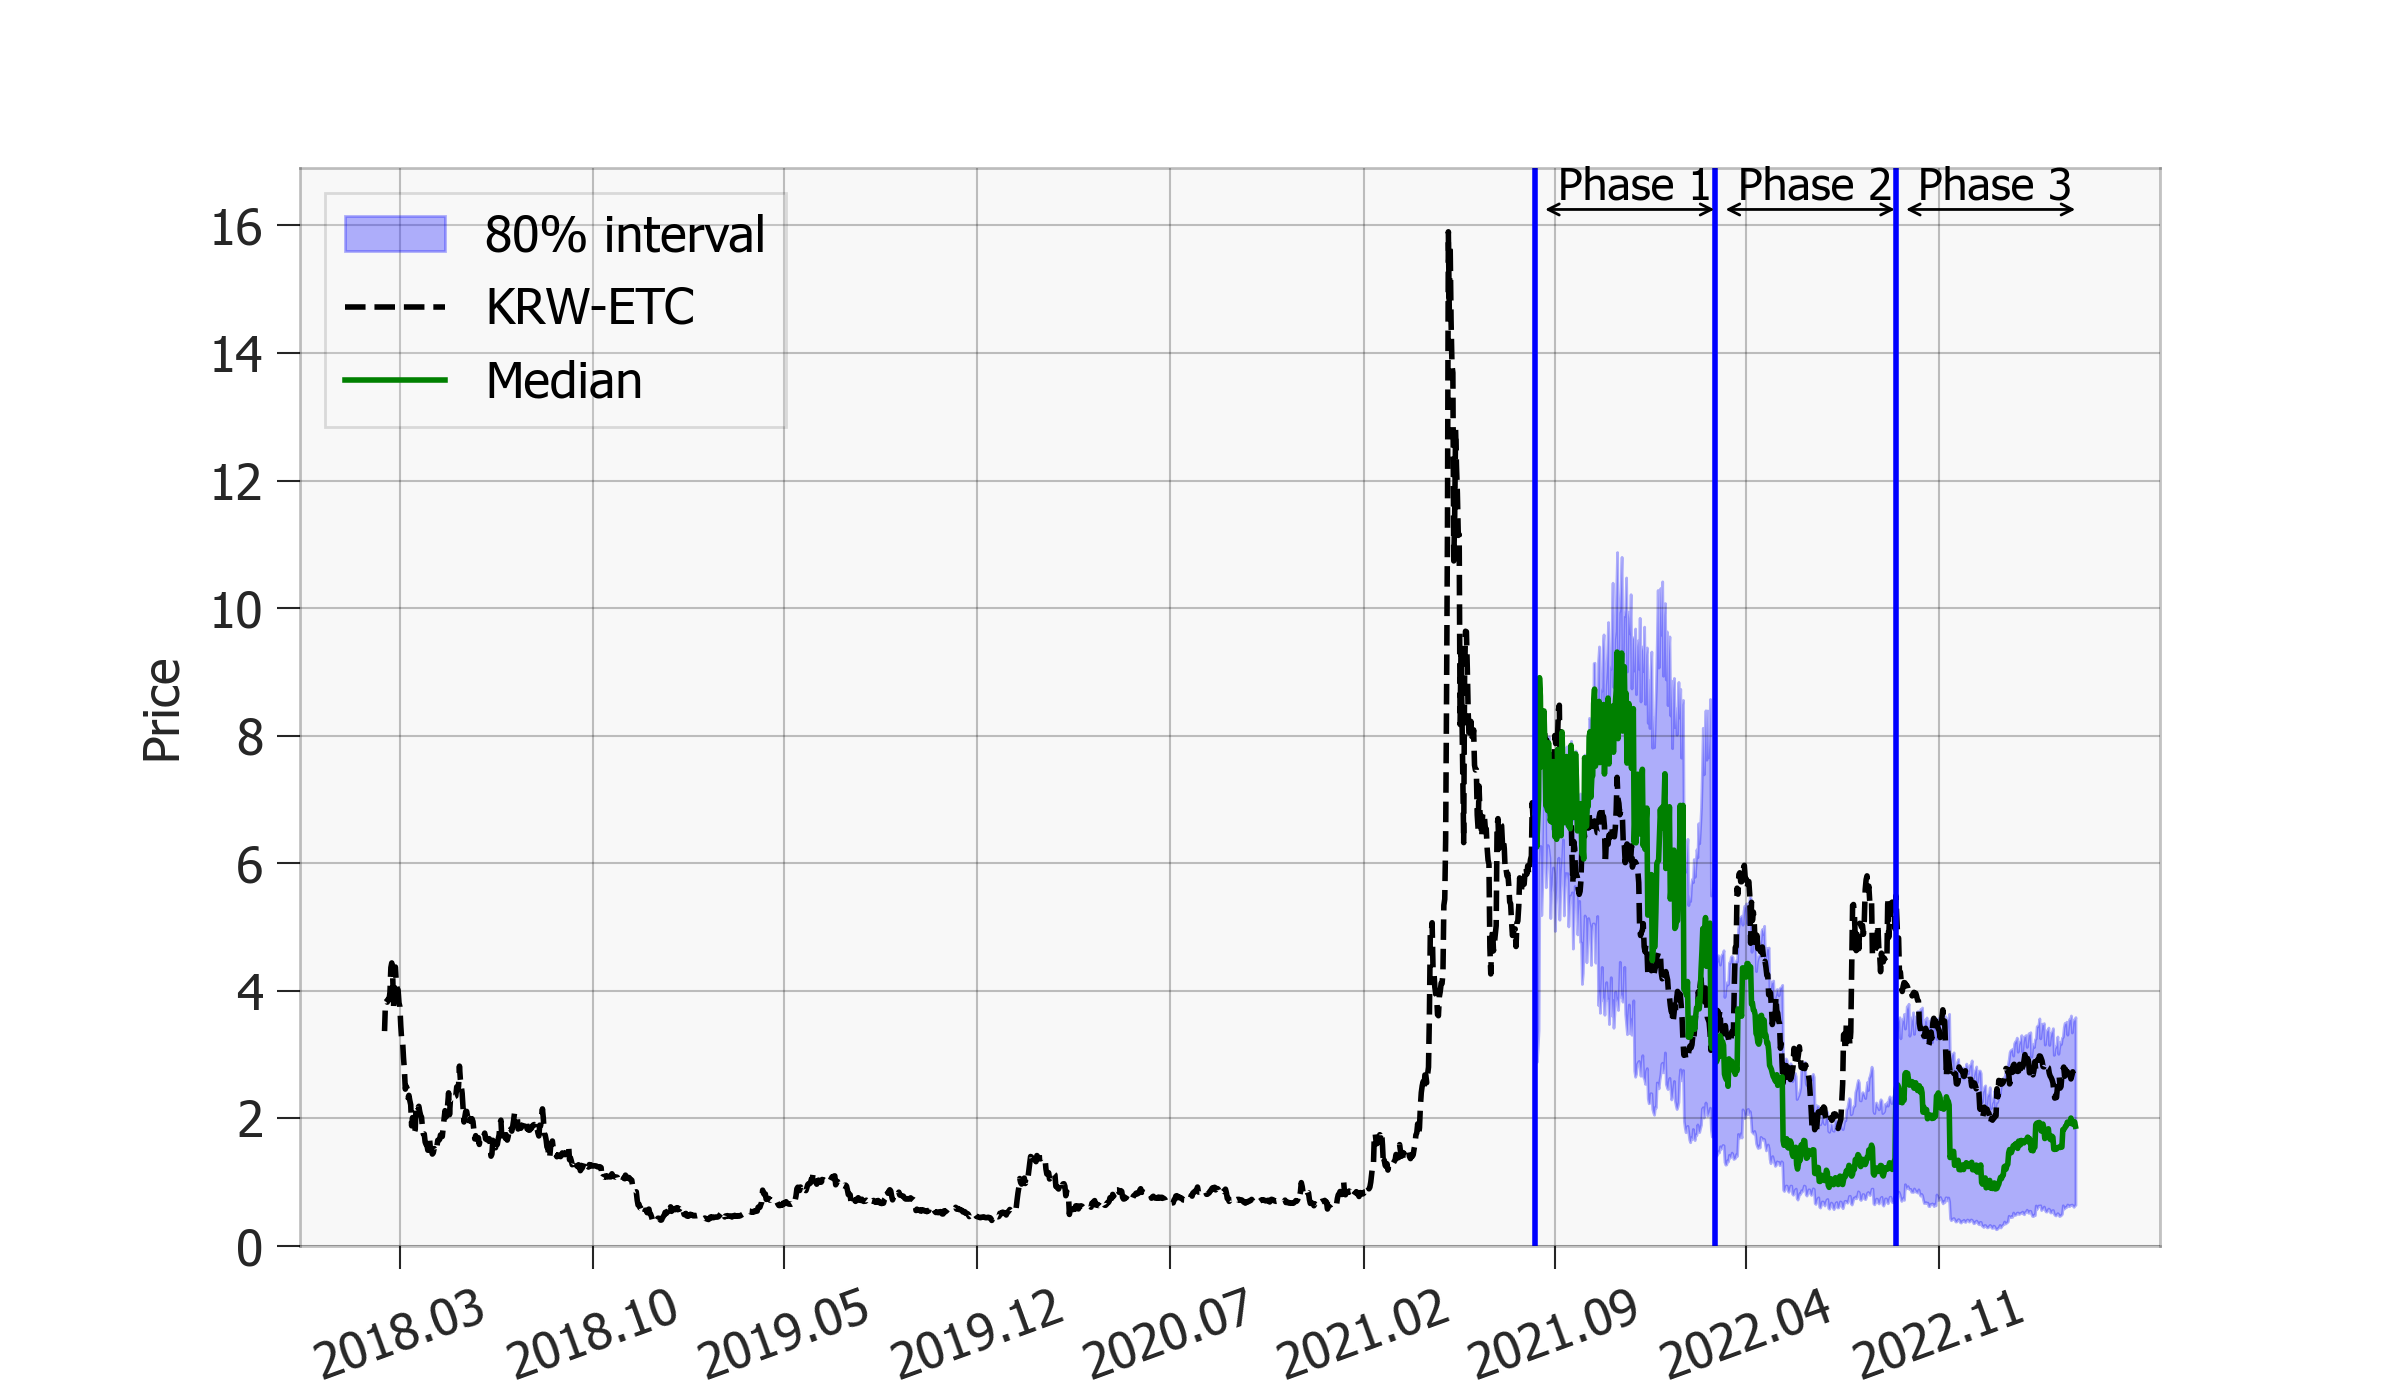 Phase 1
Phase 2
Phase 3
80% interval
KRW-ETC
Median
Price
16
14
12
10
8
6
4
2
0
2018.03
2018.10
2019.05
2019.12
2020.07
2021.02
2021.09
2022.04
2022.11